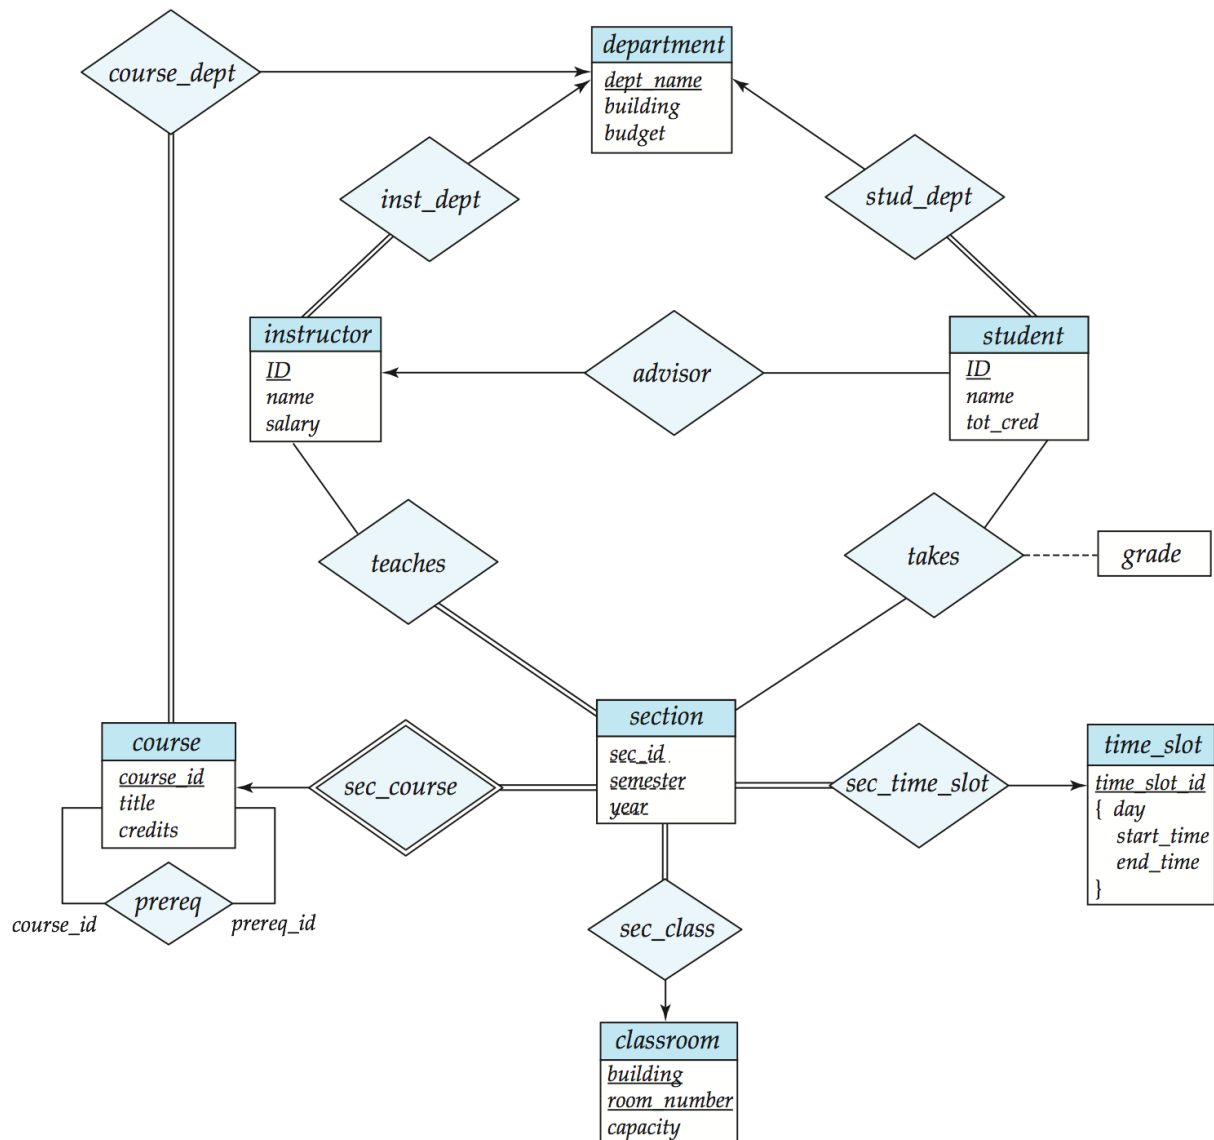 department
course_dept
dept_name
building
budget
inst_dept
stud_dept
instructor
ID
name
salary
advisor
student
ID
name
tot_cred
teaches
takes
grade
course
course_id
title
credits
sec_course
section
sec_id
semester
year
sec_time_slot
time_slot
time_slot_id
{ day
start_time
end_time
}
prereq
course_id
prereq_id
sec_class
classroom
building
room_number
capacity